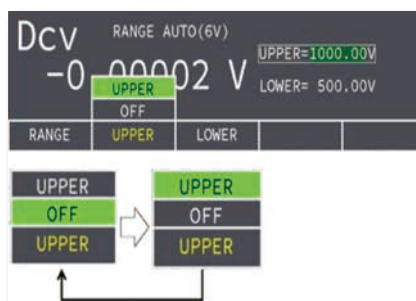 DCV RANGE AUTO(6V)
UPPER=1000.00V
-0.00002 V
LOWER= 500.00V
UPPER
OFF
RANGE UPPER LOWER
UPPER UPPER
OFF OFF
UPPER UPPER